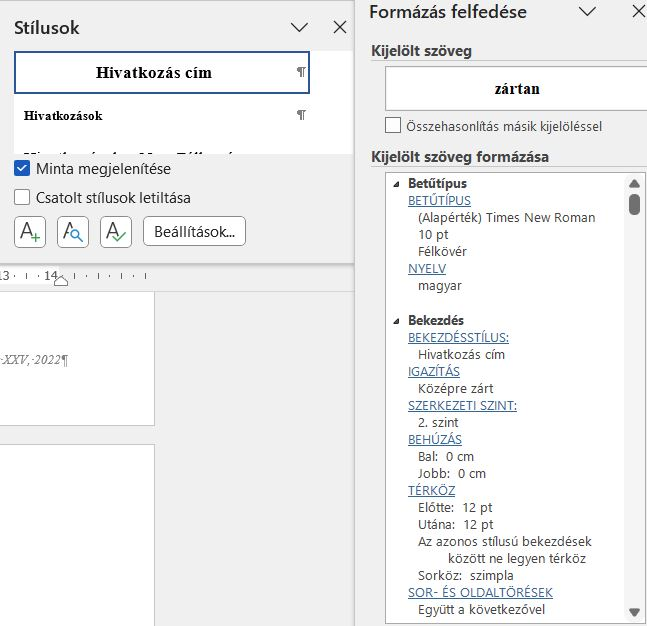 Stílusok
Hivatkozás cím ¶
Hivatkozások ¶
Minta megjelenítése
Csatolt stílusok letiltása
Beállítások...
13 · ı · 14 · ı · ı · ı · ı · ı
·XXV,·2022¶
Formázás felfedése
Kijelölt szöveg
zártan
Összehasonlítás másik kijelöléssel
Kijelölt szöveg formázása
Betűtípus
BETŰTÍPUS
(Alapérték) Times New Roman
10 pt
Félkövér
NYELV
magyar
Bekezdés
BEKEZDÉSSTÍLUS:
Hivatkozás cím
IGAZÍTÁS
Középre zárt
SZERKEZETI SZINT:
2. szint
BEHÚZÁS
Bal: 0 cm
Jobb: 0 cm
TÉRKÖZ
Előtte: 12 pt
Utána: 12 pt
Az azonos stílusú bekezdések
között ne legyen térköz
Sorköz: szimpla
SOR- ÉS OLDALTÖRÉSEK
Együtt a következővel